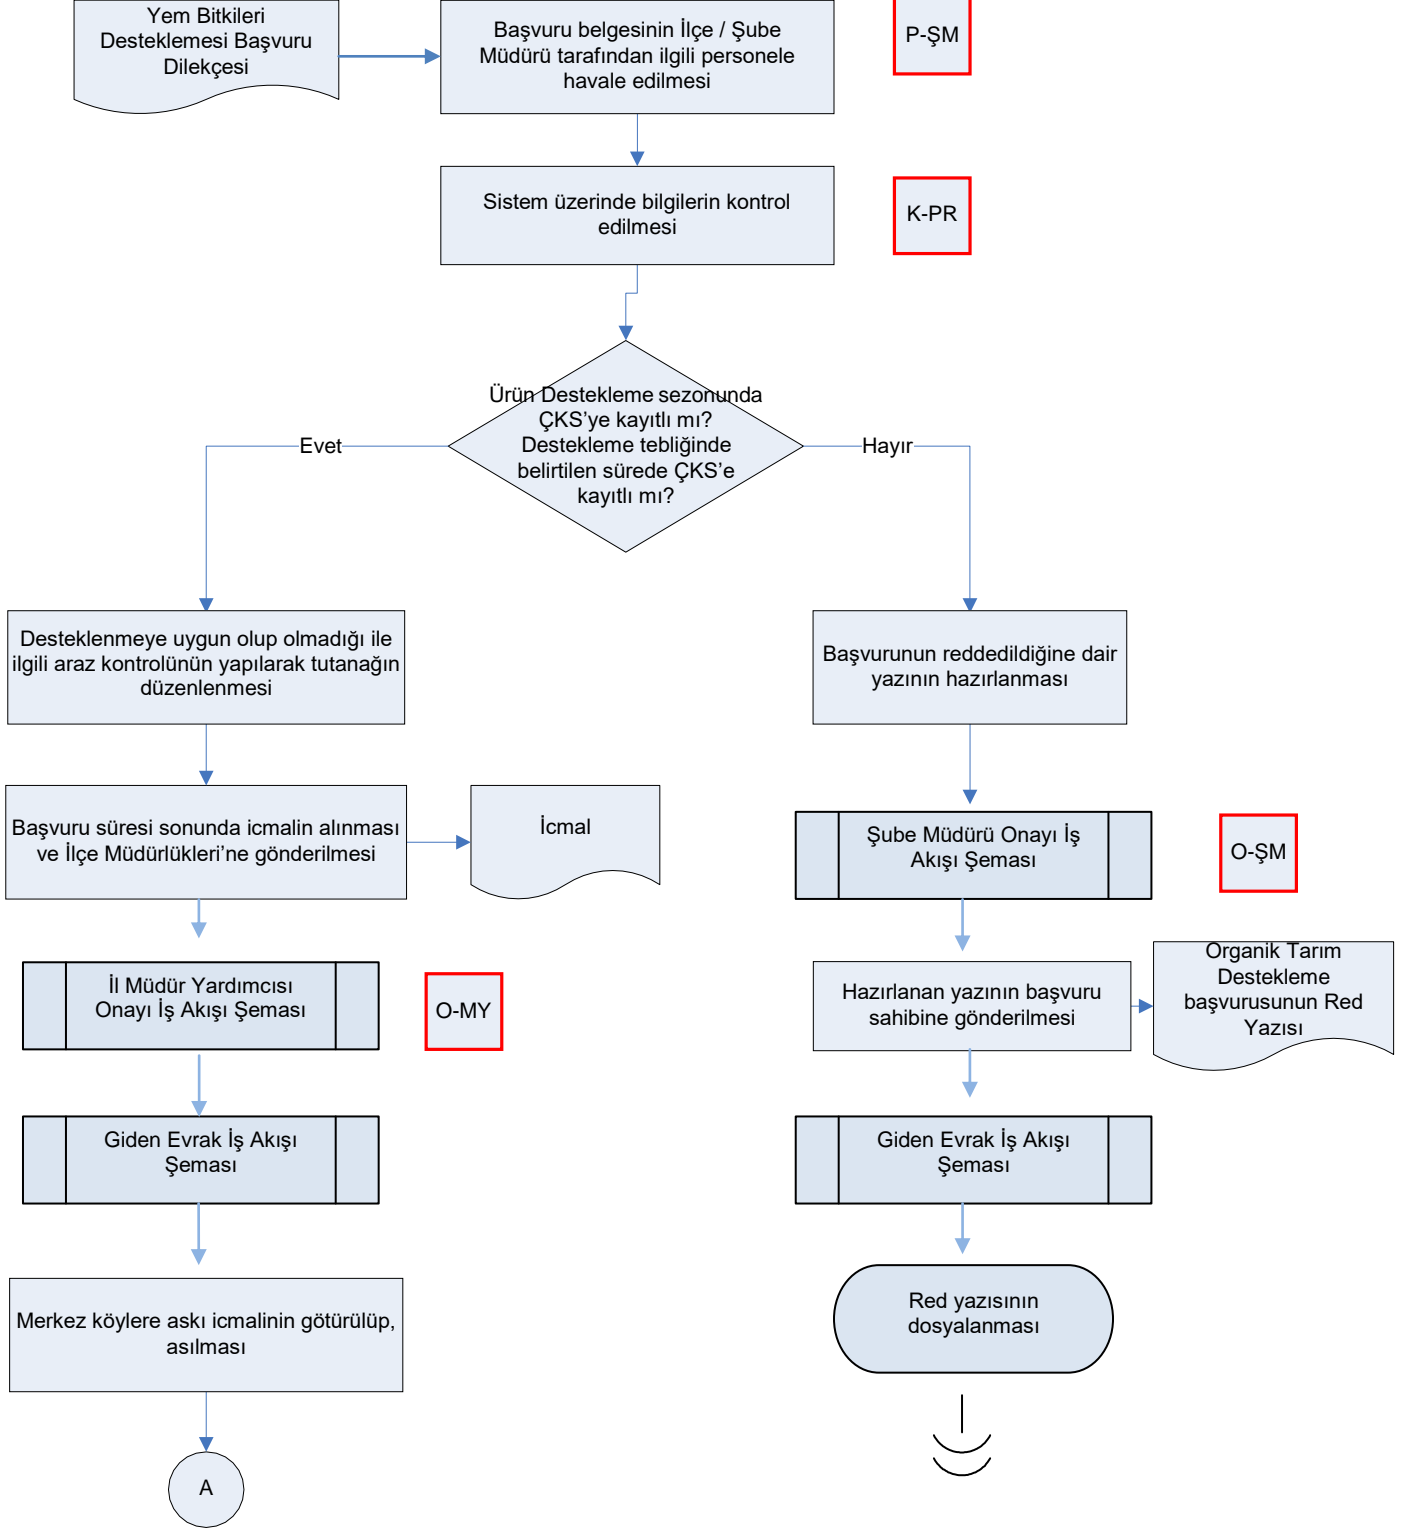 Yem Bitkileri
Desteklemesi Başvuru
Dilekçesi
Başvuru belgesinin İlçe / Şube
Müdürü tarafından ilgili personele
havale edilmesi
P-ŞM
Sistem üzerinde bilgilerin kontrol
edilmesi
K-PR
Ürün Destekleme sezonunda
ÇKS’ye kayıtlı mı?
Destekleme tebliğinde
belirtilen sürede ÇKS’e
kayıtlı mı?
Evet
Hayır
Desteklenmeye uygun olup olmadığı ile
ilgili araz kontrolünün yapılarak tutanağın
düzenlenmesi
Başvurunun reddedildiğine dair
yazının hazırlanması
Başvuru süresi sonunda icmalin alınması
ve İlçe Müdürlükleri’ne gönderilmesi
İcmal
Şube Müdürü Onayı İş
Akışı Şeması
O-ŞM
İl Müdür Yardımcısı
Onayı İş Akışı Şeması
O-MY
Hazırlanan yazının başvuru
sahibine gönderilmesi
Organik Tarım
Destekleme
başvurusunun Red
Yazısı
Giden Evrak İş Akışı
Şeması
Giden Evrak İş Akışı
Şeması
Merkez köylere askı icmalinin götürülüp,
asılması
Red yazısının
dosyalanması
A